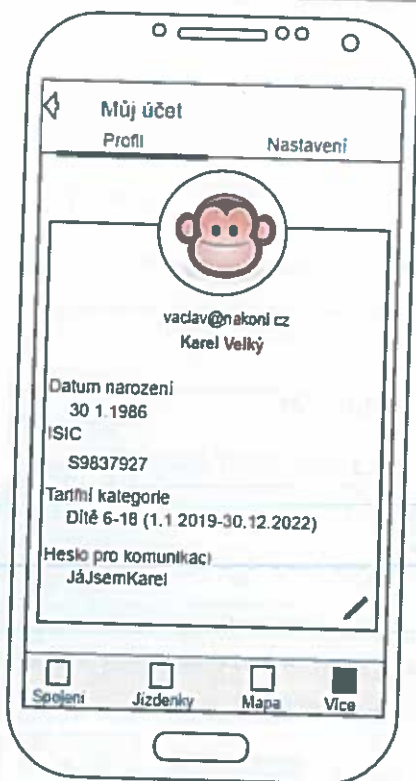 Můj účet
Profil Nastavení
vaclav@nakoni cz
Karel Velký
Datum narození
30 1.1986
ISIC
S9837927
Tarifní kategorie
Dítě 6-18 (1.1 2019-30.12.2022)
Heslo pro komunikaci
JáJsemKarel
Spojení Jízdenky Mapa Více